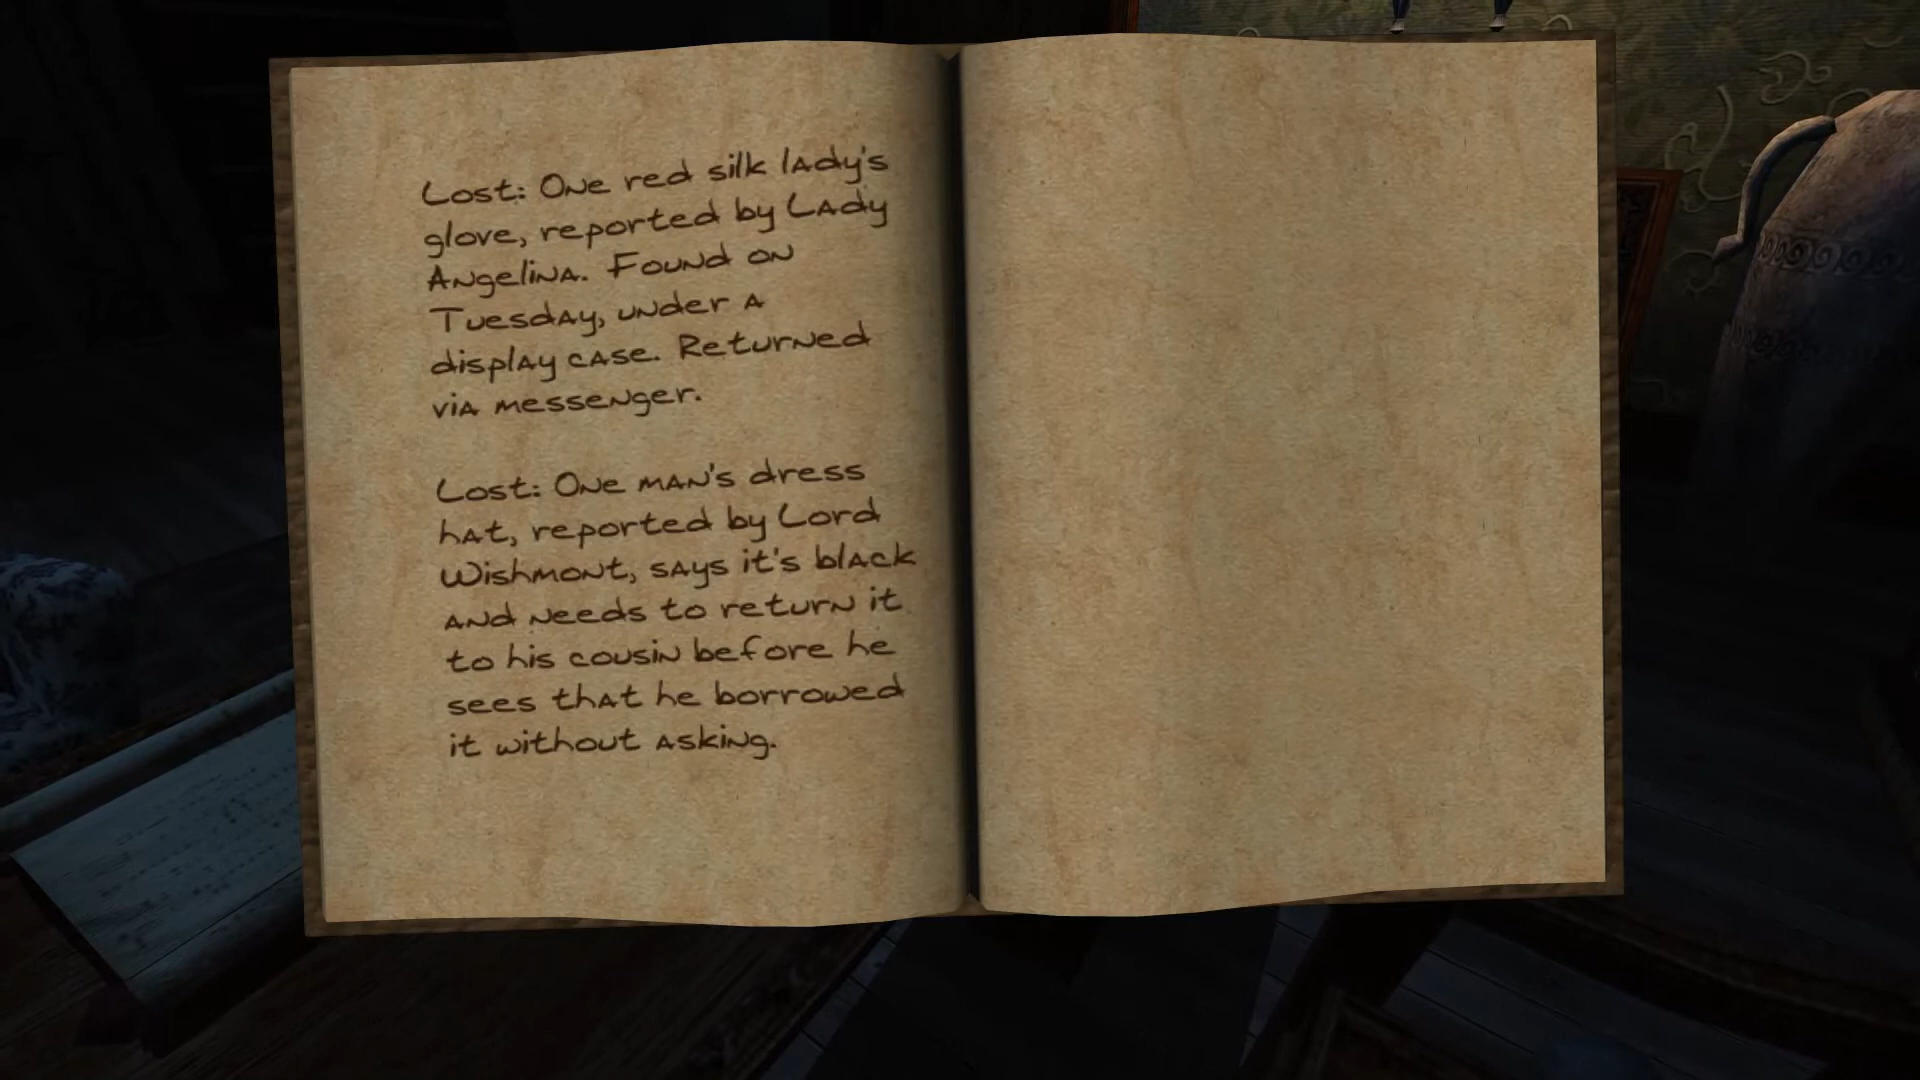 Lost: One red silk lady's
glove, reported by Lady
Angelina. Found on
Tuesday, under a
display case. Returned
via messenger.
Lost: One man's dress
hat, reported by Lord
Wishmont, says it's black
and needs to return it
to his cousin before he
sees that he borrowed
it without asking.